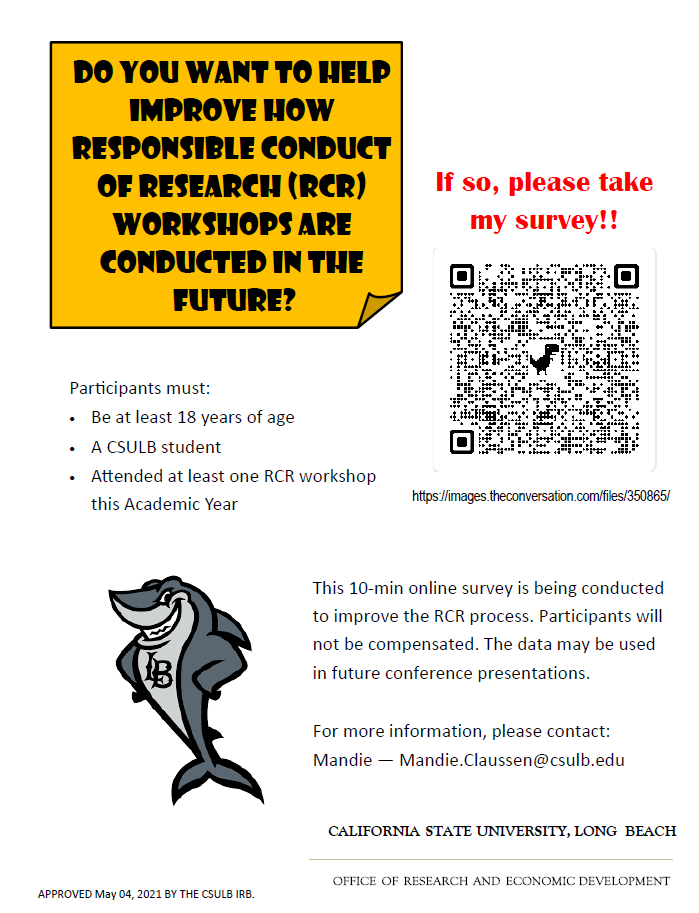 DO YOU WANT TO HELP
IMPROVE HOW
RESPONSIBLE CONDUCT
OF RESEARCH (RCR)
WORKSHOPS ARE
CONDUCTED IN THE
FUTURE?
If so, please take
my survey!!
https://images.theconversation.com/files/350865/
Participants must:
• Be at least 18 years of age
• A CSULB student
• Attended at least one RCR workshop
this Academic Year
LB
This 10-min online survey is being conducted
to improve the RCR process. Participants will
not be compensated. The data may be used
in future conference presentations.
For more information, please contact:
Mandie — Mandie.Claussen@csulb.edu
CALIFORNIA STATE UNIVERSITY, LONG BEACH
OFFICE OF RESEARCH AND ECONOMIC DEVELOPMENT
APPROVED May 04, 2021 BY THE CSULB IRB.